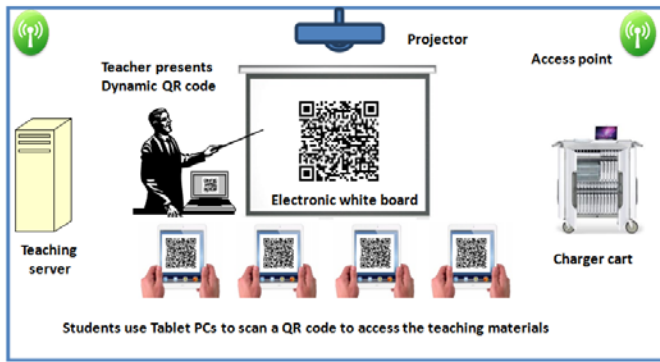 Projector
Access point
Teacher presents
Dynamic QR code
Electronic white board
Teaching
server
Charger cart
Students use Tablet PCs to scan a QR code to access the teaching materials